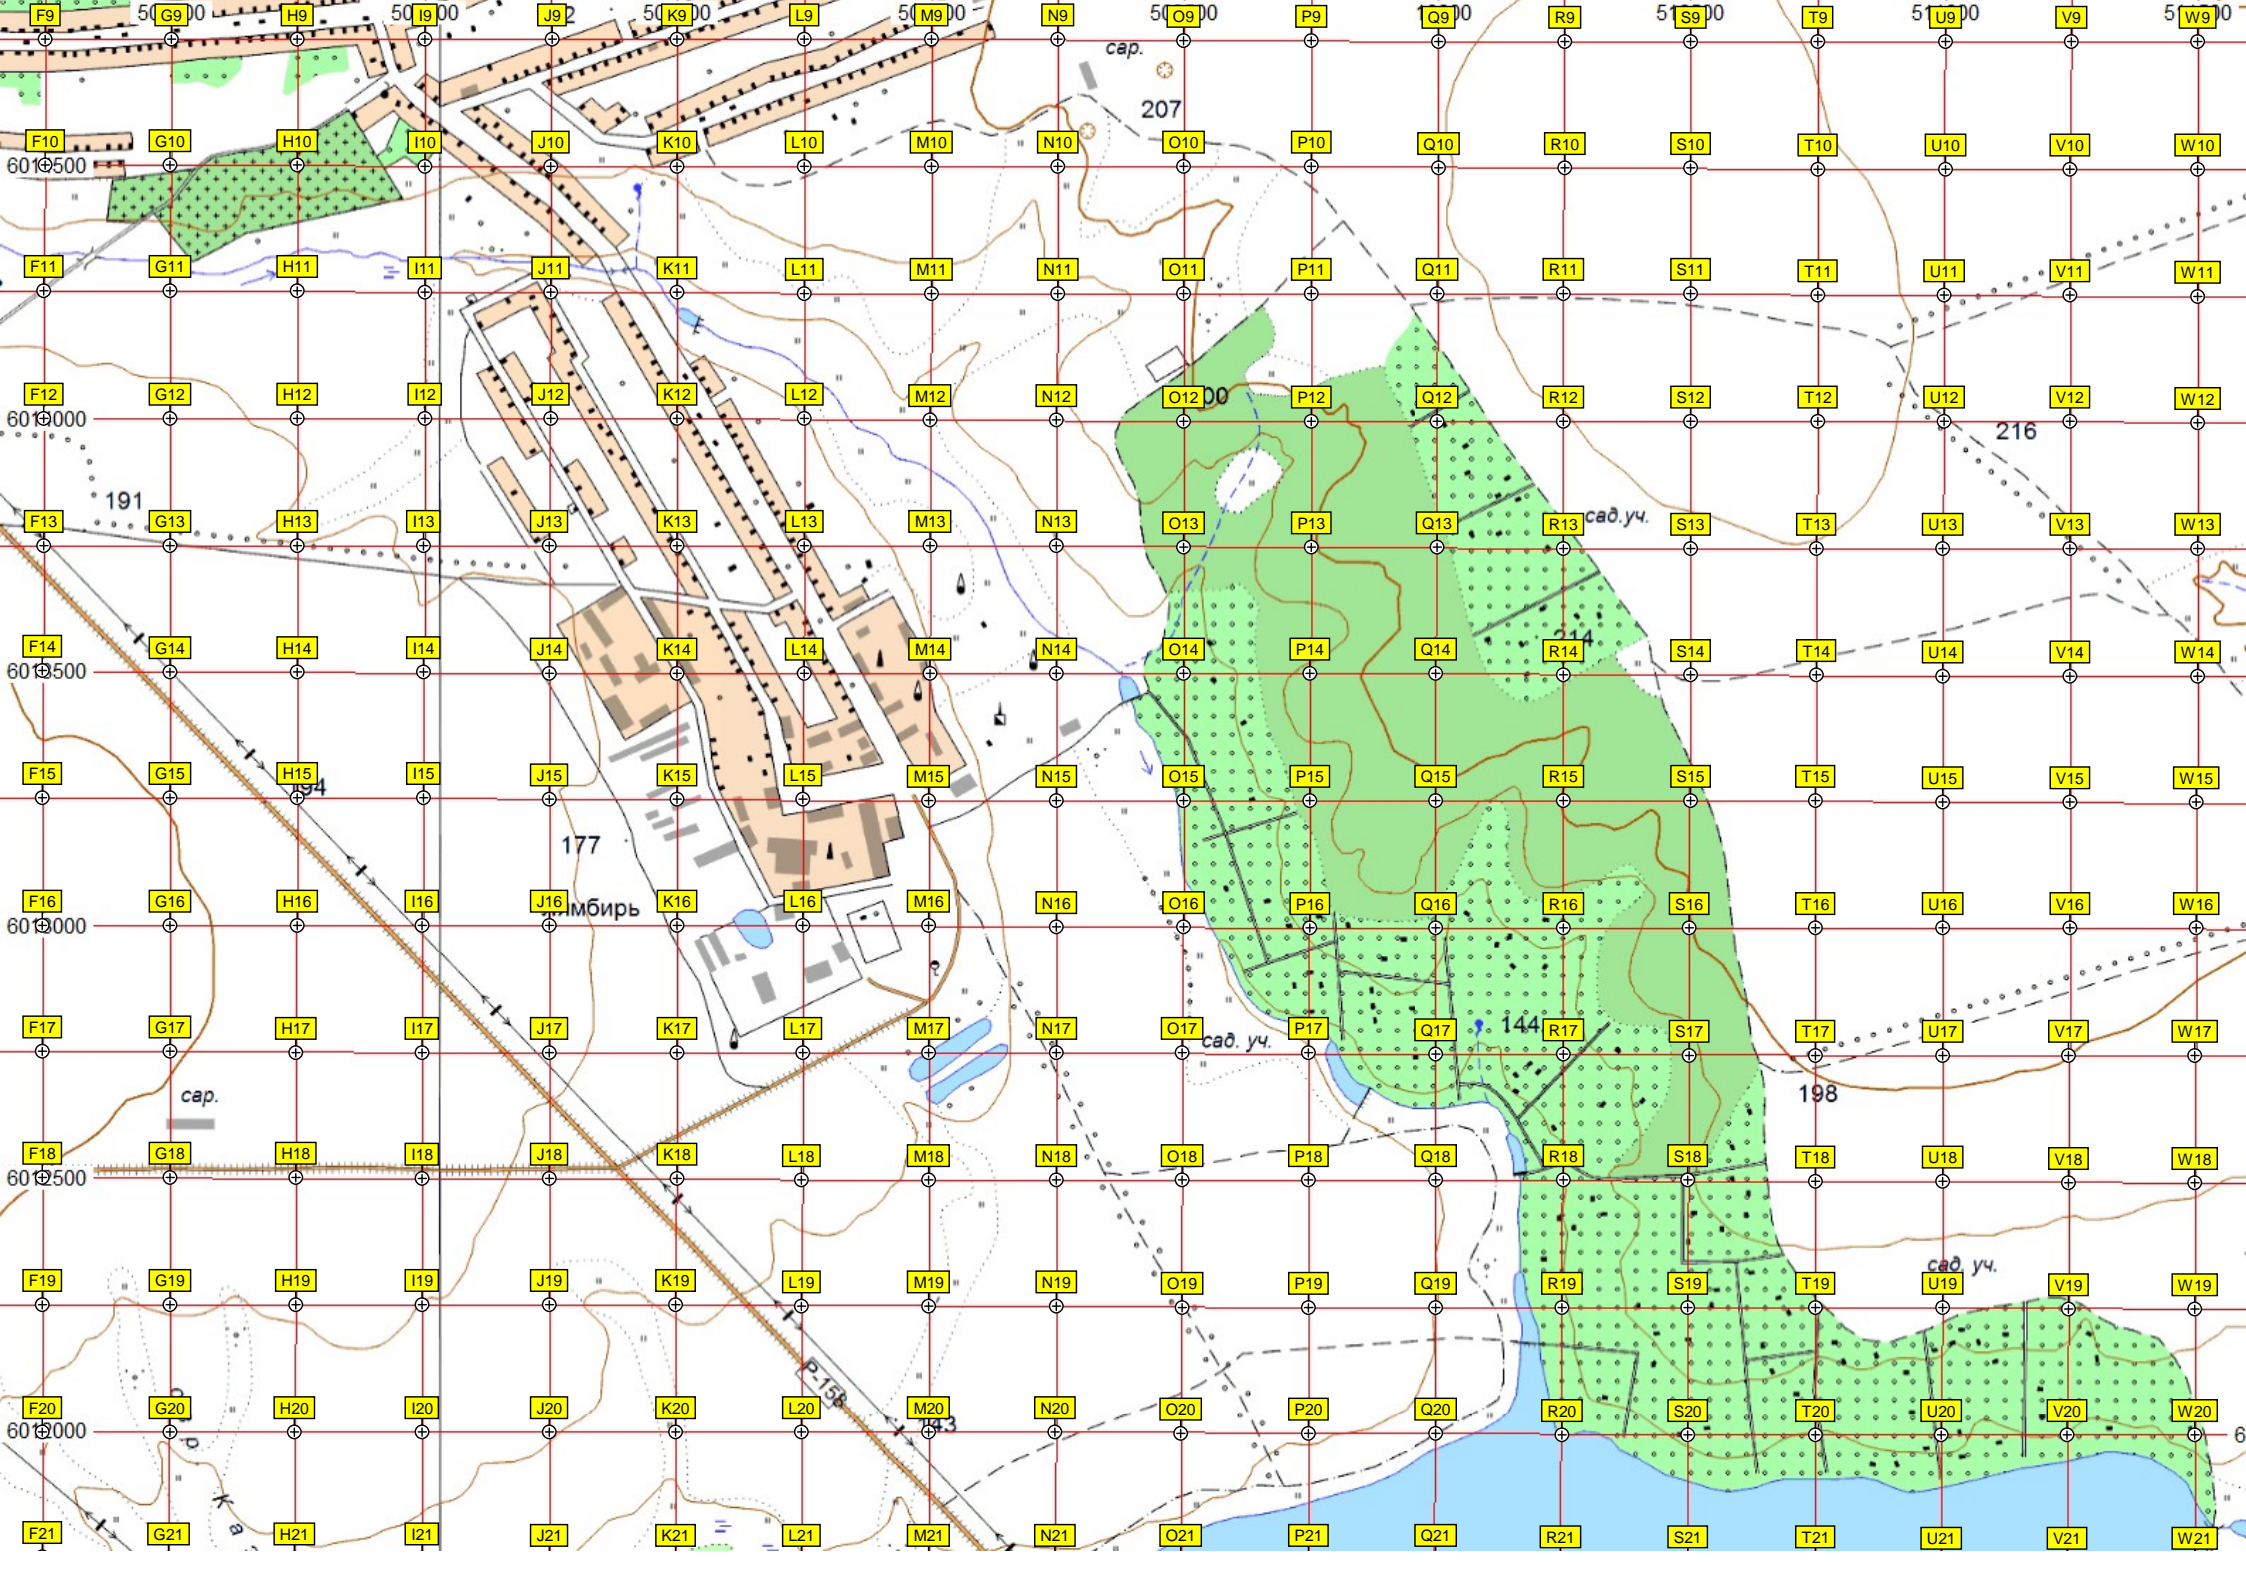 F9 G9 H9 I9 J9 K9 L9 M9 N9 O9 P9 Q9 R9 S9 T9 U9 V9 W9
сар.
207
F10 G10 H10 I10 J10 K10 L10 M10 N10 O10 P10 Q10 R10 S10 T10 U10 V10 W10
F11 G11 H11 I11 J11 K11 L11 M11 N11 O11 P11 Q11 R11 S11 T11 U11 V11 W11
F12 G12 H12 I12 J12 K12 L12 M12 N12 O12 P12 Q12 R12 S12 T12 U12 V12 W12
216
191
сад.уч.
F13 G13 H13 I13 J13 K13 L13 M13 N13 O13 P13 Q13 R13 S13 T13 U13 V13 W13
214
F14 G14 H14 I14 J14 K14 L14 M14 N14 O14 P14 Q14 R14 S14 T14 U14 V14 W14
F15 G15 H15 I15 J15 K15 L15 M15 N15 O15 P15 Q15 R15 S15 T15 U15 V15 W15
177
F16 G16 H16 I16 J16 K16 L16 M16 N16 O16 P16 Q16 R16 S16 T16 U16 V16 W16
F17 G17 H17 I17 J17 K17 L17 M17 N17 O17 P17 Q17 R17 S17 T17 U17 V17 W17
144
сад. уч.
сар.
198
F18 G18 H18 I18 J18 K18 L18 M18 N18 O18 P18 Q18 R18 S18 T18 U18 V18 W18
сад. уч.
F19 G19 H19 I19 J19 K19 L19 M19 N19 O19 P19 Q19 R19 S19 T19 U19 V19 W19
Р-158
F20 G20 H20 I20 J20 K20 L20 M20 N20 O20 P20 Q20 R20 S20 T20 U20 V20 W20
F21 G21 H21 I21 J21 K21 L21 M21 N21 O21 P21 Q21 R21 S21 T21 U21 V21 W21